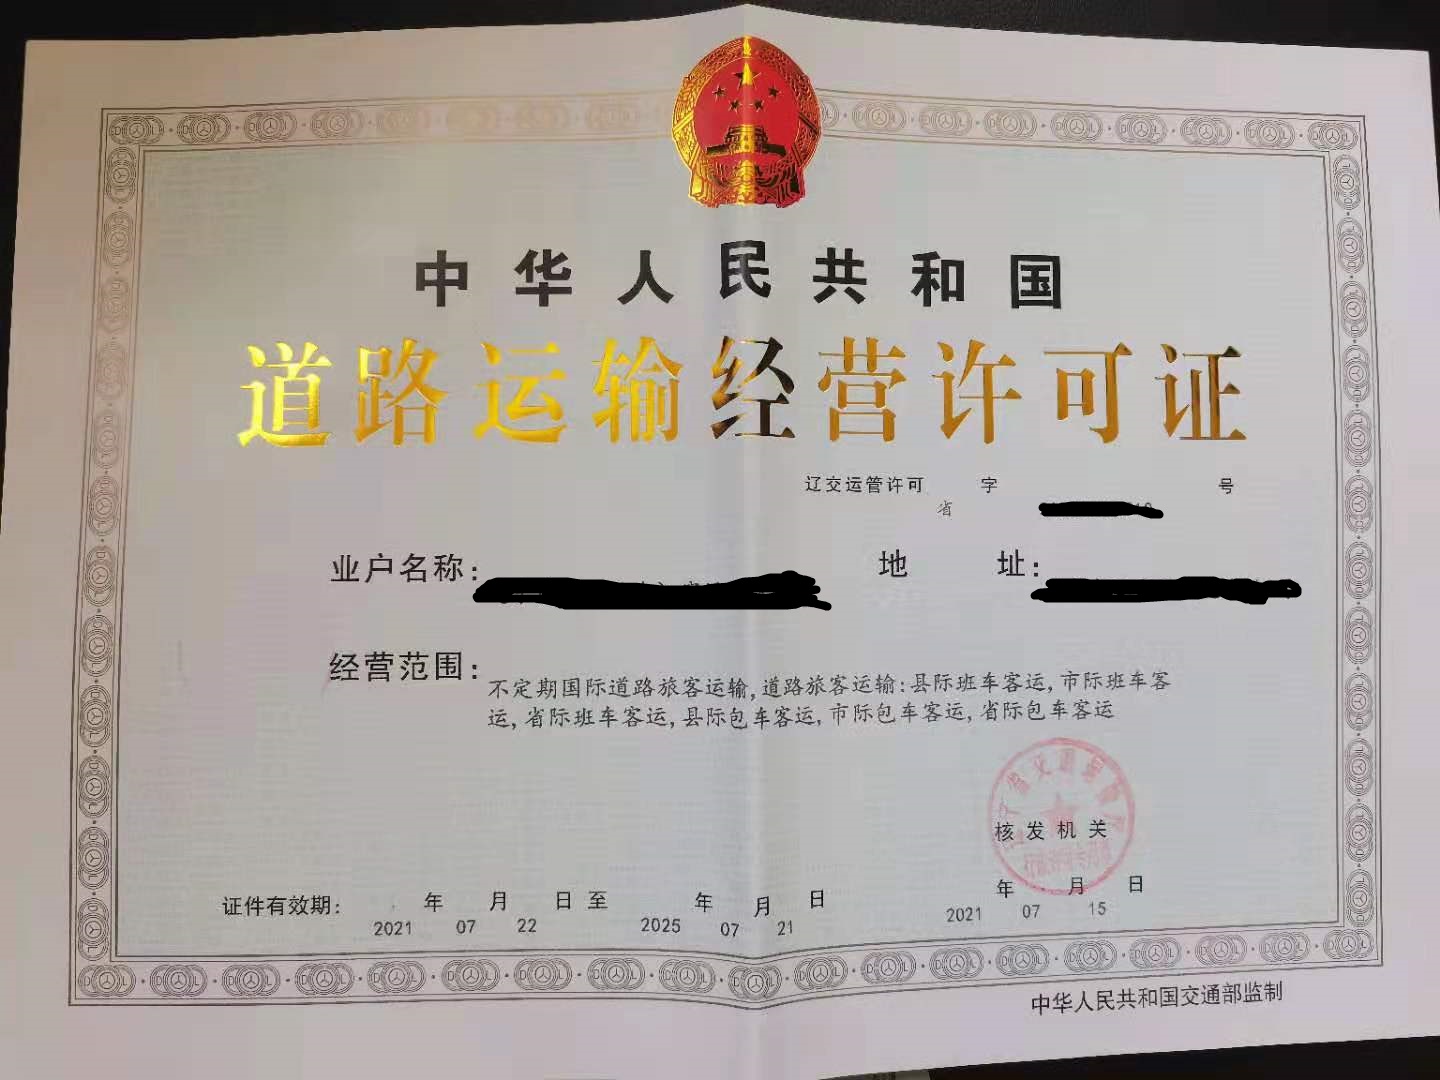 中华人民共和国
道路运输经营许可证
辽交运管许可 字 号
省
业户名称:
地 址:
经营范围:
不定期国际道路旅客运输,道路旅客运输:县际班车客运,市际班车客
运,省际班车客运,县际包车客运,市际包车客运,省际包车客运
核发机关
年 月 日
2021 07 15
证件有效期: 年 月 日 至 年 月 日
2021 07 22 2025 07 21
中华人民共和国交通部监制